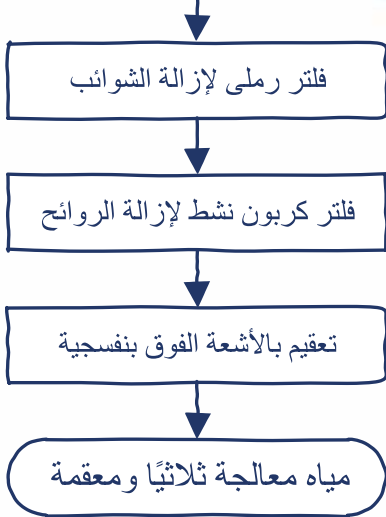 فلتر رملى لإزالة الشوائب
فلتر كربون نشط لإزالة الروائح
تعقيم بالأشعة الفوق بنفسجية
مياه معالجة ثلاثيًا ومعقمة